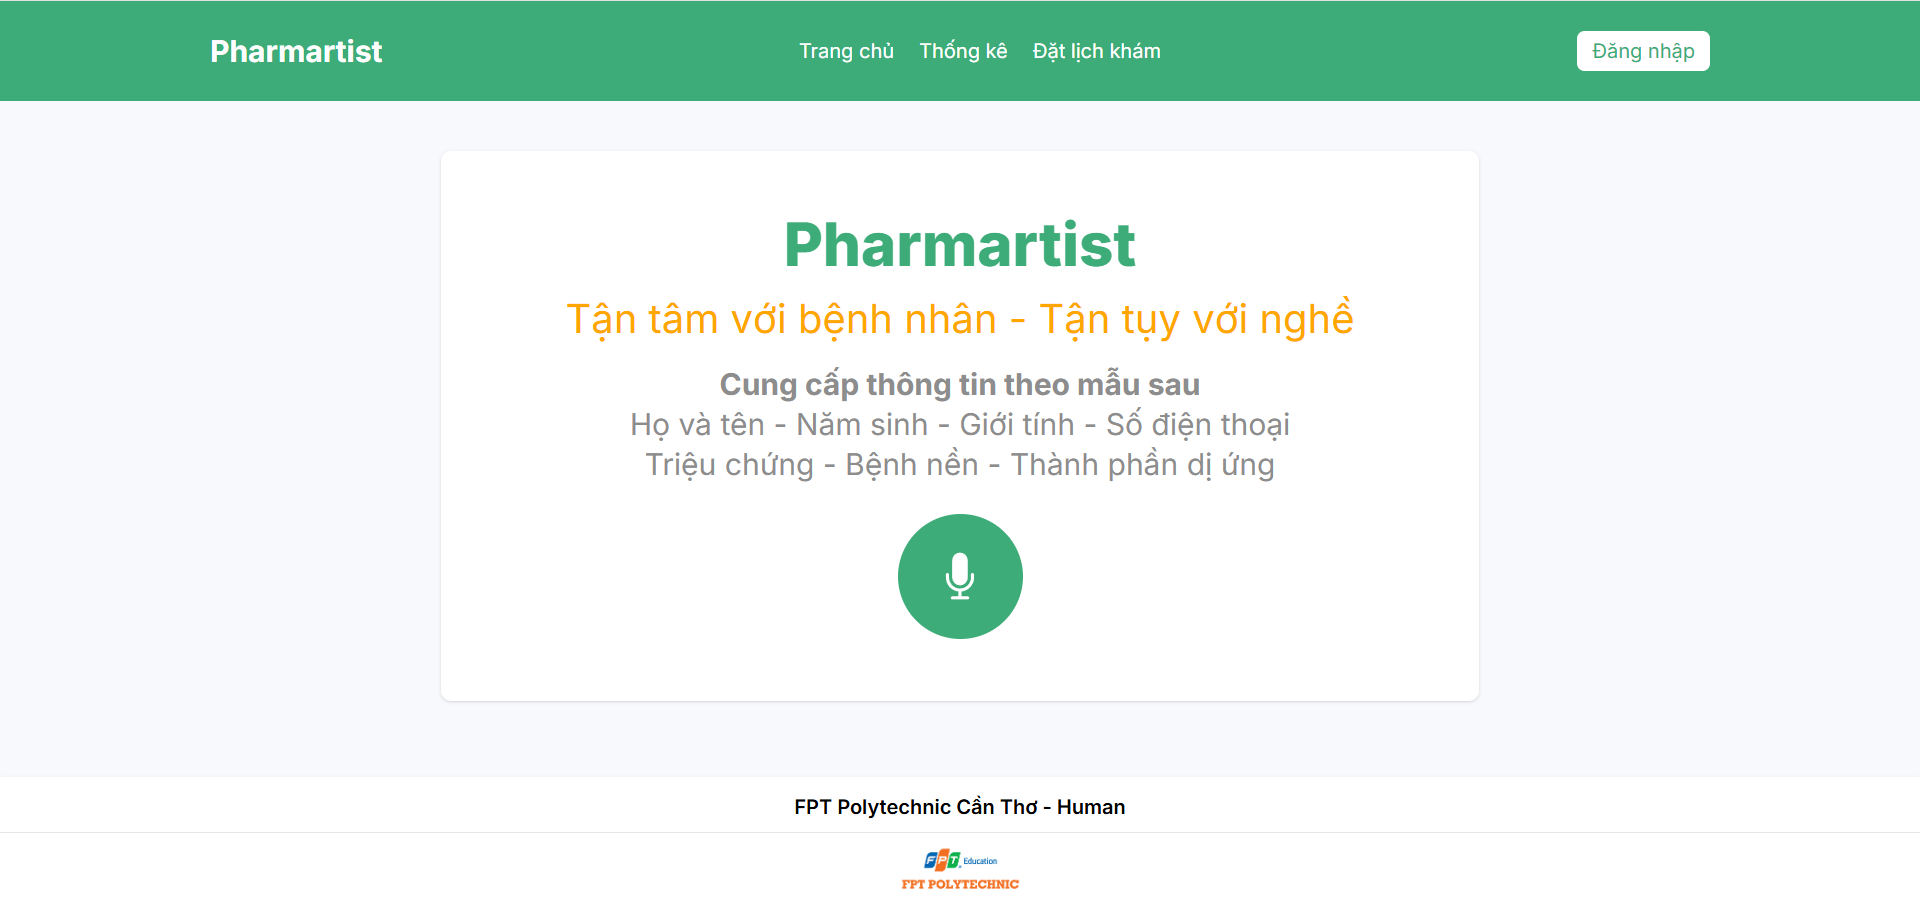 Pharmartist
Trang chủ Thống kê Đặt lịch khám
Đăng nhập
Pharmartist
Tận tâm với bệnh nhân - Tận tụy với nghề
Cung cấp thông tin theo mẫu sau
Họ và tên - Năm sinh - Giới tính - Số điện thoại
Triệu chứng - Bệnh nền - Thành phần dị ứng
FPT Polytechnic Cần Thơ - Human
FPT Education
FPT POLYTECHNIC